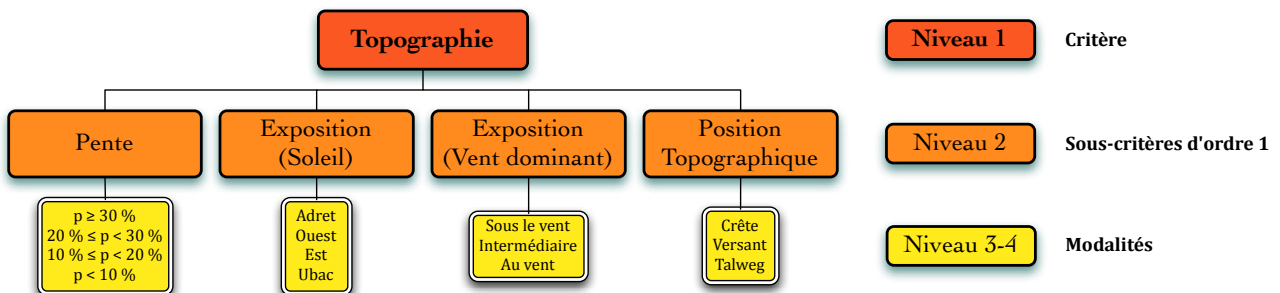 Topographie
Niveau 1
Critère
Pente
Exposition
(Soleil)
Exposition
(Vent dominant)
Position
Topographique
Niveau 2
Sous-critères d'ordre 1
p ≥ 30 %
20 % ≤ p < 30 %
10 % ≤ p < 20 %
p < 10 %
Adret
Ouest
Est
Ubac
Sous le vent
Intermédiaire
Au vent
Crête
Versant
Talweg
Niveau 3-4
Modalités